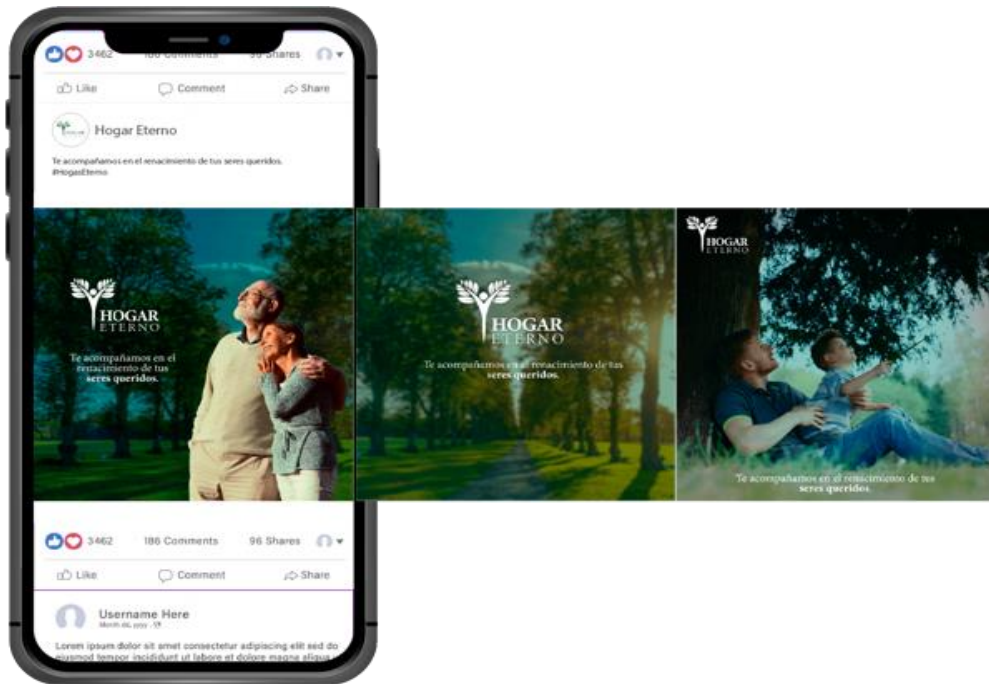 3462 186 Comments 96 Shares
Like Comment Share
Hogar Eterno
Te acompañamos en el renacimiento de tus seres queridos.
#HogarEterno
HOGAR
ETERNO
Te acompañamos en el
renacimiento de tus
seres queridos.
HOGAR
ETERNO
Te acompañamos en el renacimiento de tus
seres queridos.
HOGAR
ETERNO
Te acompañamos en el renacimiento de tus
seres queridos.
3462 186 Comments 96 Shares
Like Comment Share
Username Here
Lorem ipsum dolor sit amet consectetur adipiscing elit sed do
eiusmod tempor incididunt ut labore et dolore magna aliqua